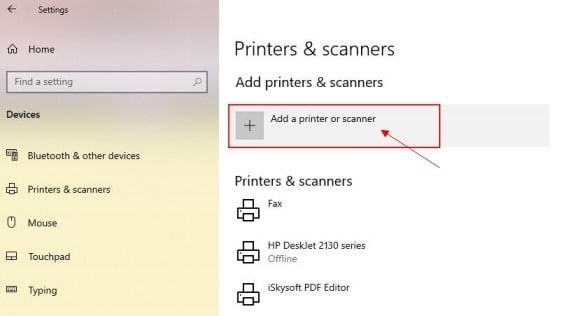 Settings
Home
Find a setting
Devices
Bluetooth & other devices
Printers & scanners
Mouse
Touchpad
Typing
Printers & scanners
Add printers & scanners
Add a printer or scanner
Printers & scanners
Fax
HP DeskJet 2130 series
Offline
iSkysoft PDF Editor